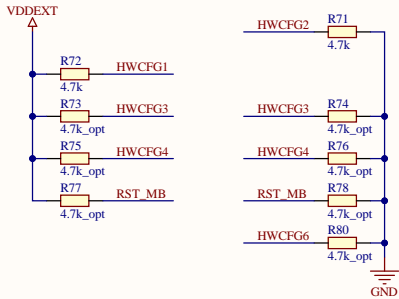 VDDEXT
R72
HWCFG1
4.7k
R73
HWCFG3
4.7k_opt
R75
HWCFG4
4.7k_opt
R77
RST_MB
4.7k_opt
HWCFG2
R71
4.7k
HWCFG3
R74
4.7k_opt
HWCFG4
R76
4.7k_opt
RST_MB
R78
4.7k_opt
HWCFG6
R80
4.7k_opt
GND